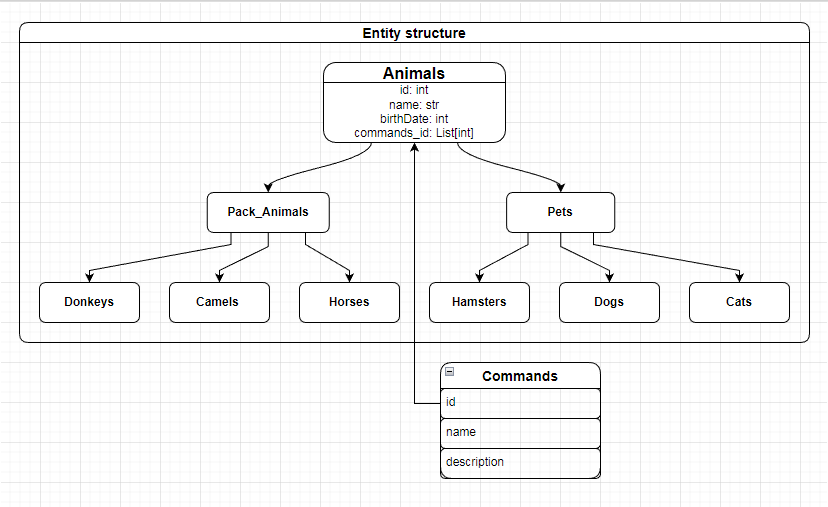 Entity structure
Animals
id: int
name: str
birthDate: int
commands_id: List[int]
Pack_Animals
Pets
Donkeys
Camels
Horses
Hamsters
Dogs
Cats
Commands
id
name
description